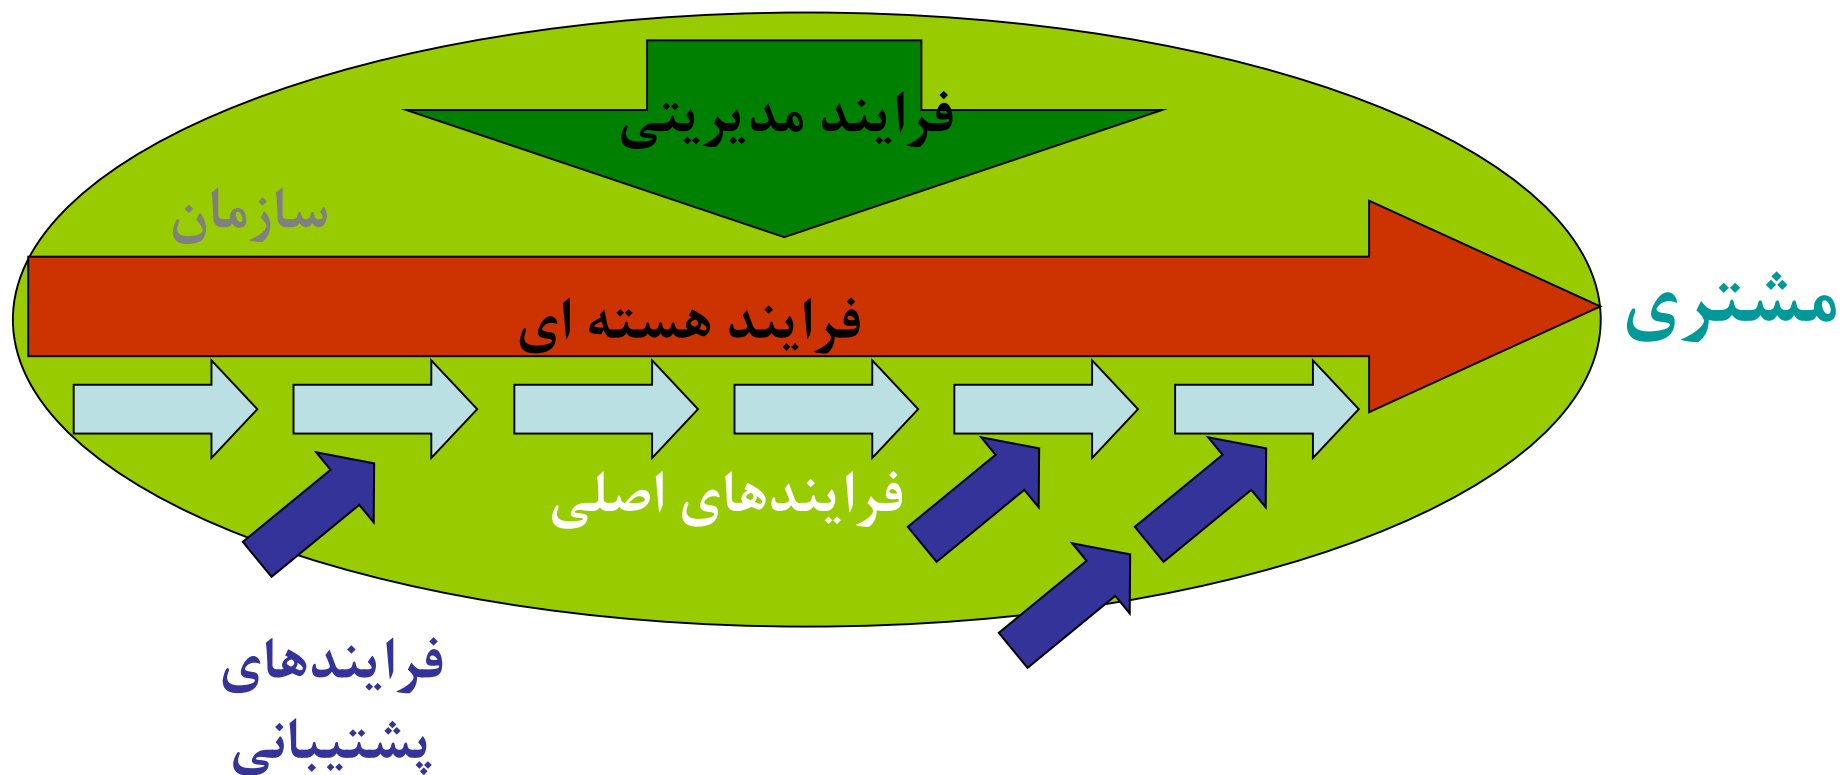 فرایند مدیریتی
سازمان
مشتری
فرایند هسته ای
فرایندهای اصلی
فرایندهای
پشتیبانی